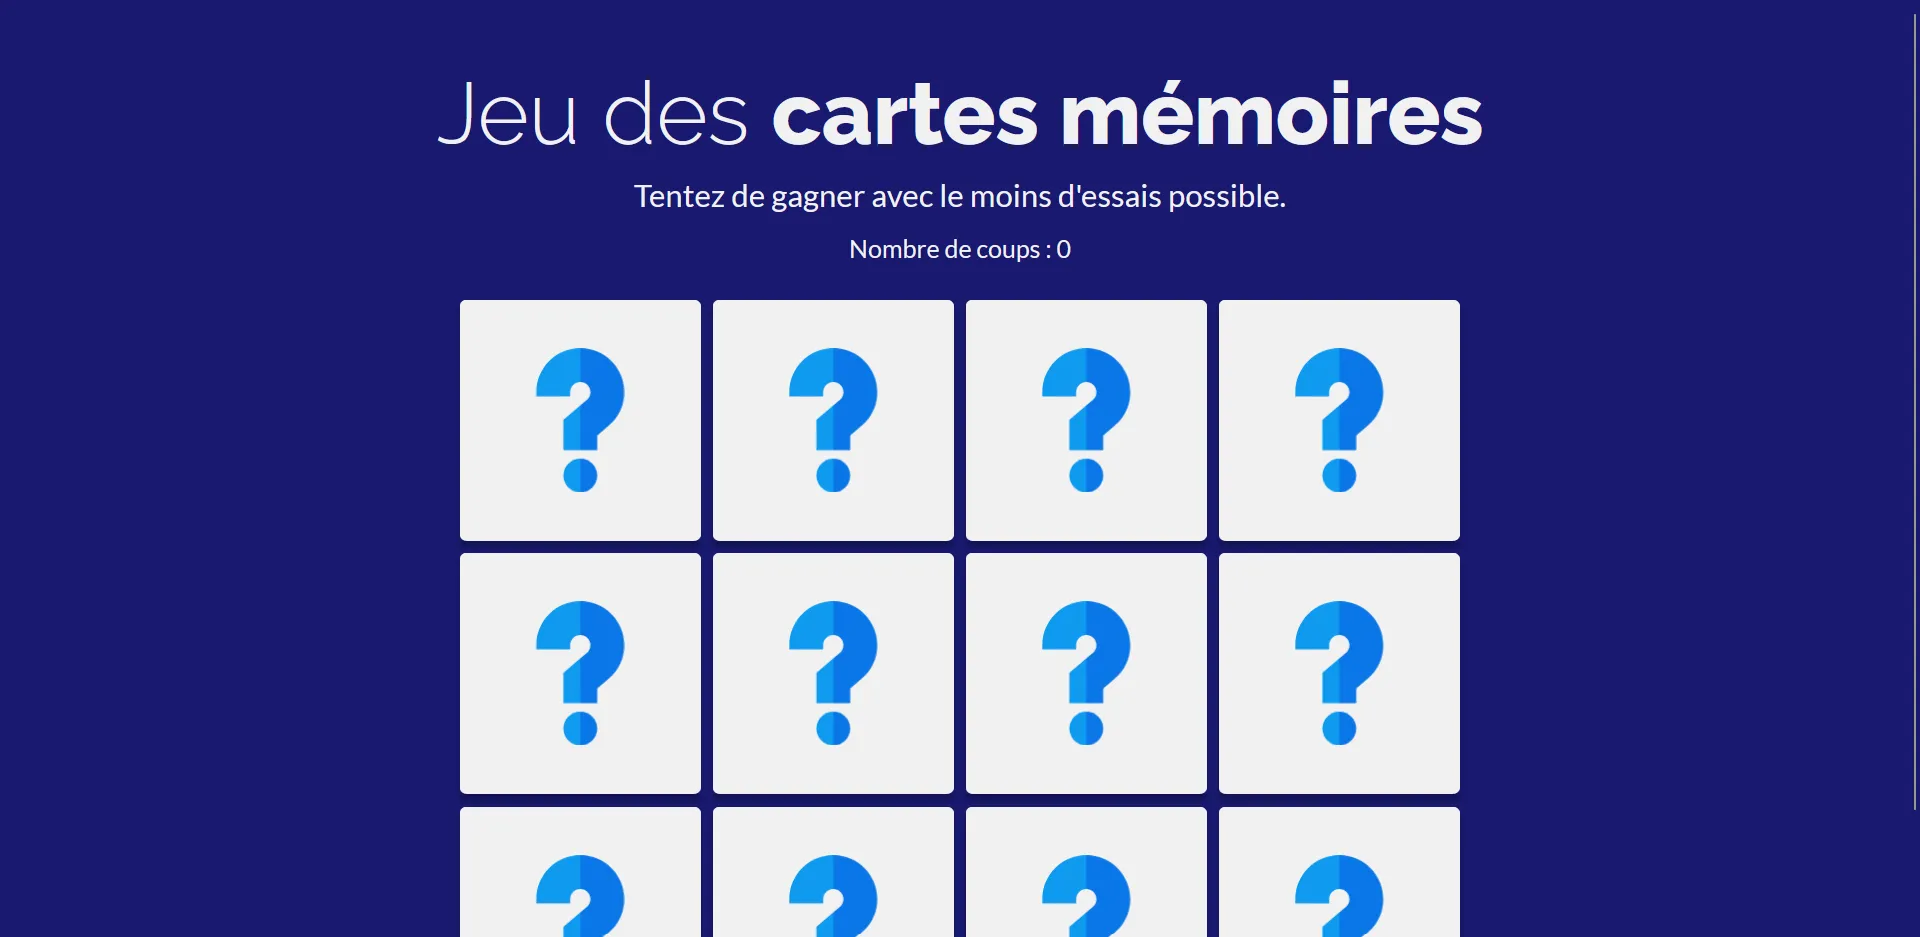 Jeu des cartes mémoires
Tentez de gagner avec le moins d'essais possible.
Nombre de coups : 0
? ? ? ?
? ? ? ?
? ? ? ?